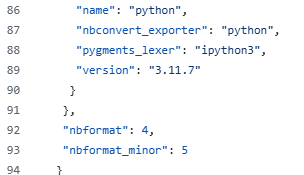 86 "name": "python",
87 "nbconvert_exporter": "python",
88 "pygments_lexer": "ipython3",
89 "version": "3.11.7"
90 }
91 },
92 "nbformat": 4,
93 "nbformat_minor": 5
94 }